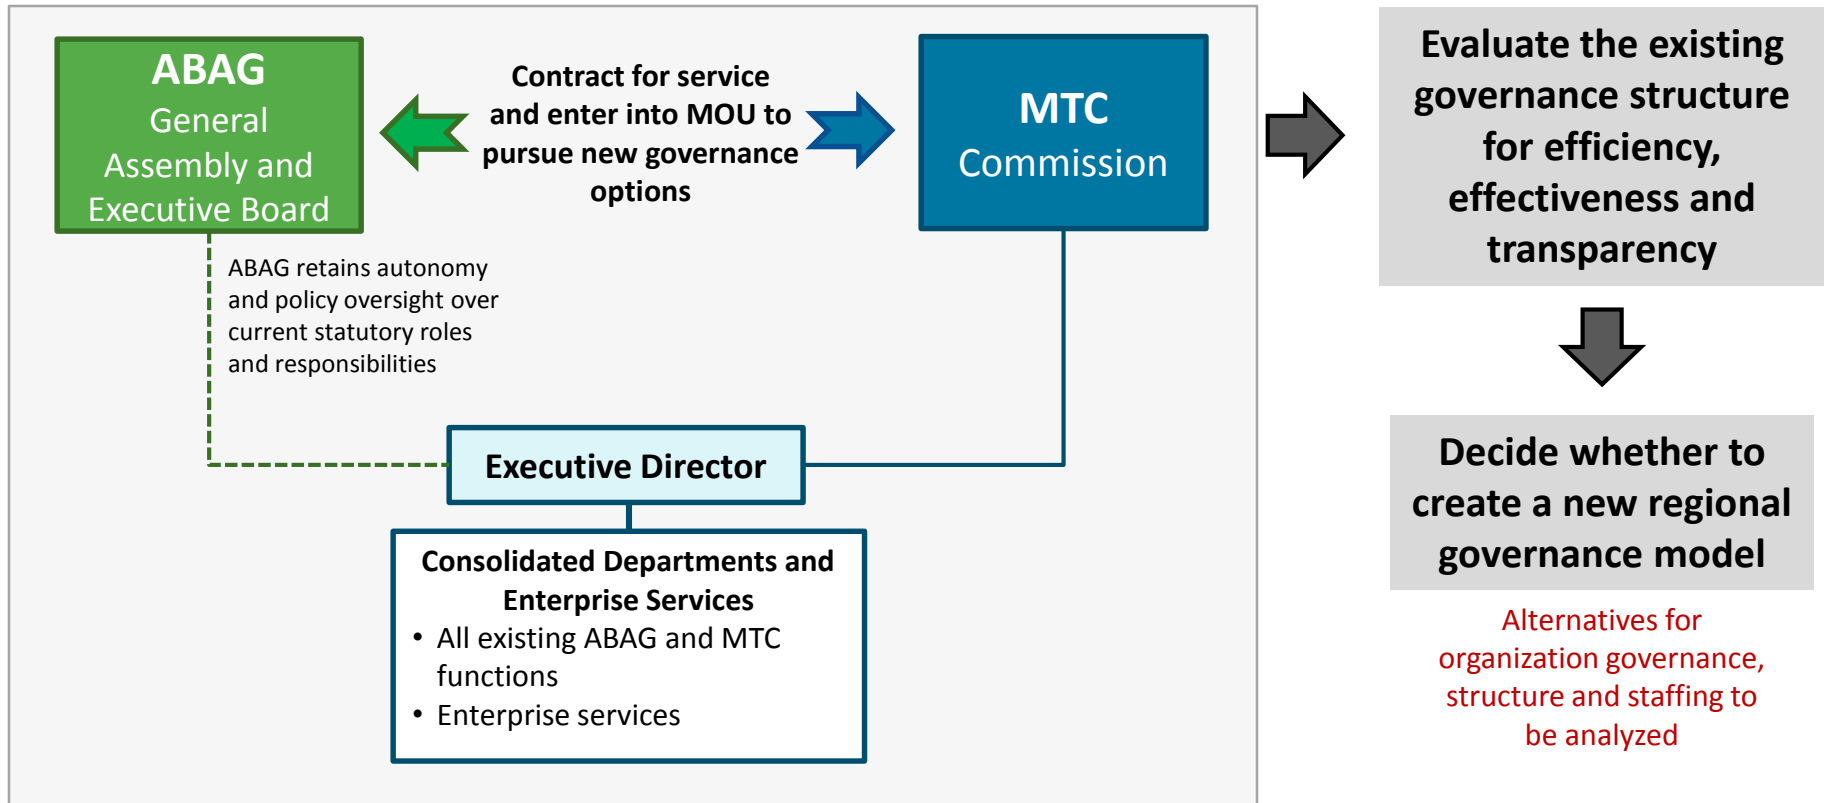 ABAG
General
Assembly and
Executive Board
Contract for service
and enter into MOU to
pursue new governance
options
MTC
Commission
ABAG retains autonomy
and policy oversight over
current statutory roles
and responsibilities
Executive Director
Consolidated Departments and
Enterprise Services
• All existing ABAG and MTC
functions
• Enterprise services
Evaluate the existing
governance structure
for efficiency,
effectiveness and
transparency
Decide whether to
create a new regional
governance model
Alternatives for
organization governance,
structure and staffing to
be analyzed